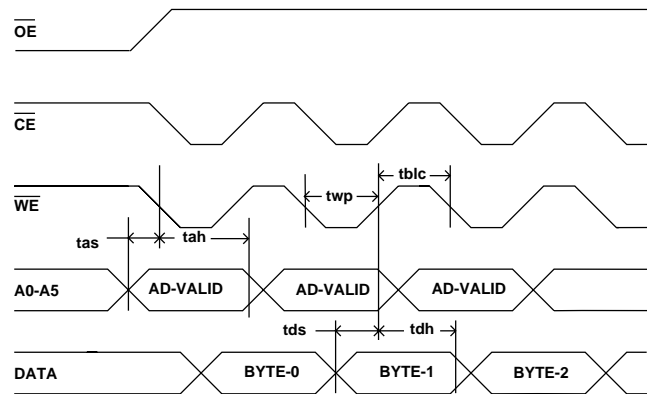 OE
CE
WE
tblc
twp
tas
tah
A0-A5
AD-VALID
AD-VALID
AD-VALID
tds
tdh
DATA
BYTE-0
BYTE-1
BYTE-2